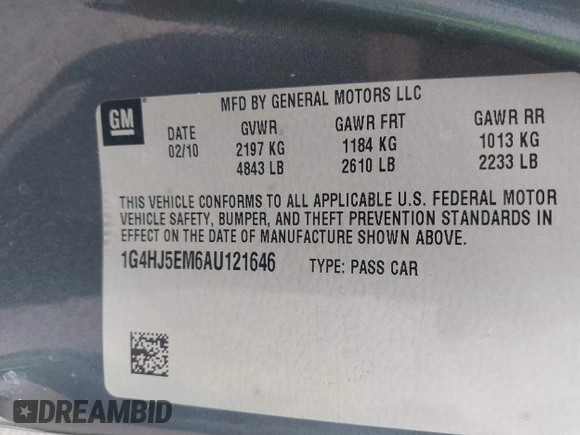 GM
MFD BY GENERAL MOTORS LLC
DATE GVWR GAWR FRT GAWR RR
02/10 2197 KG 1184 KG 1013 KG
4843 LB 2610 LB 2233 LB
THIS VEHICLE CONFORMS TO ALL APPLICABLE U.S. FEDERAL MOTOR
VEHICLE SAFETY, BUMPER, AND THEFT PREVENTION STANDARDS IN
EFFECT ON THE DATE OF MANUFACTURE SHOWN ABOVE.
1G4HJ5EM6AU121646 TYPE: PASS CAR
DREAMBID